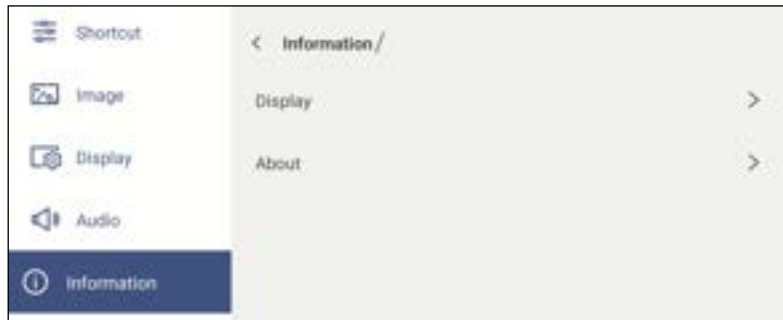 Shortcut
Image
Display
Audio
Information
< Information/
Display >
About >